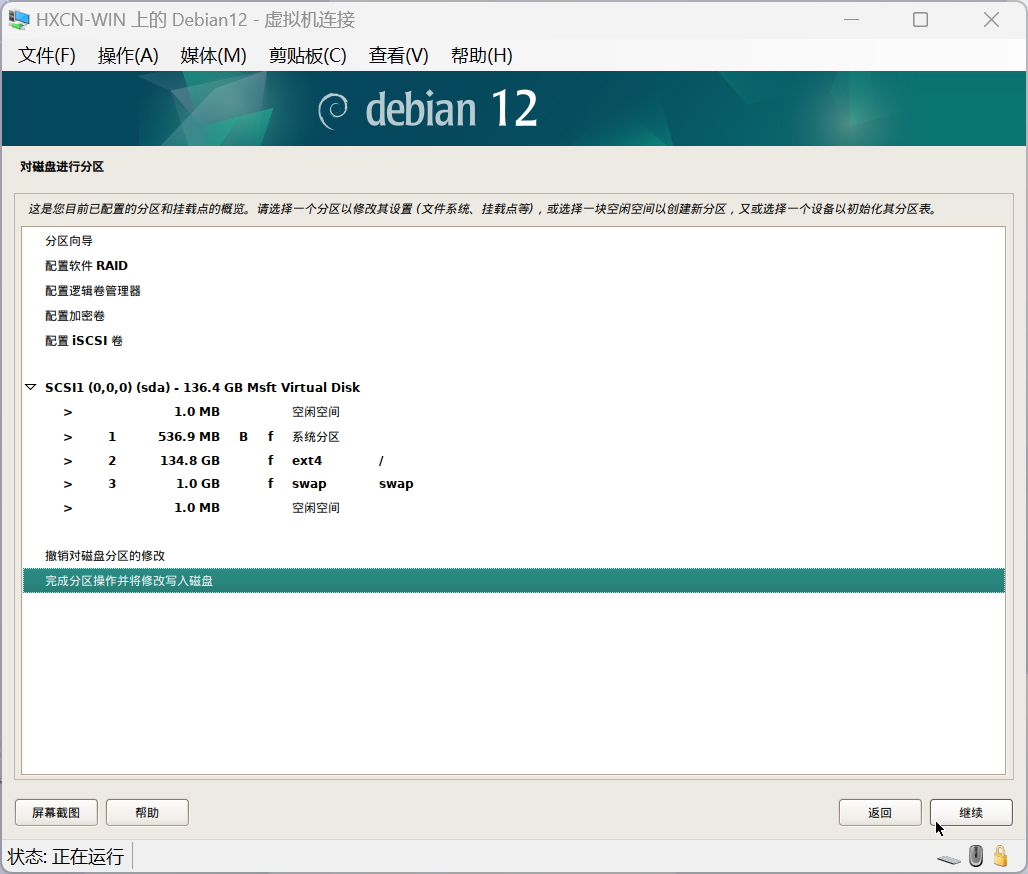 HXCN-WIN 上的 Debian12 - 虚拟机连接
文件(F) 操作(A) 媒体(M) 剪贴板(C) 查看(V) 帮助(H)
debian 12
对磁盘进行分区
这是您目前已配置的分区和挂载点的概览。请选择一个分区以修改其设置 (文件系统、挂载点等)，或选择一块空闲空间以创建新分区，又或选择一个设备以初始化其分区表。
分区向导
配置软件 RAID
配置逻辑卷管理器
配置加密卷
配置 iSCSI 卷
SCSI1 (0,0,0) (sda) - 136.4 GB Msft Virtual Disk
> 1.0 MB 空闲空间
> 1 536.9 MB B f 系统分区
> 2 134.8 GB f ext4 /
> 3 1.0 GB f swap swap
> 1.0 MB 空闲空间
撤销对磁盘分区的修改
完成分区操作并将修改写入磁盘
屏幕截图 帮助 返回 继续
状态: 正在运行